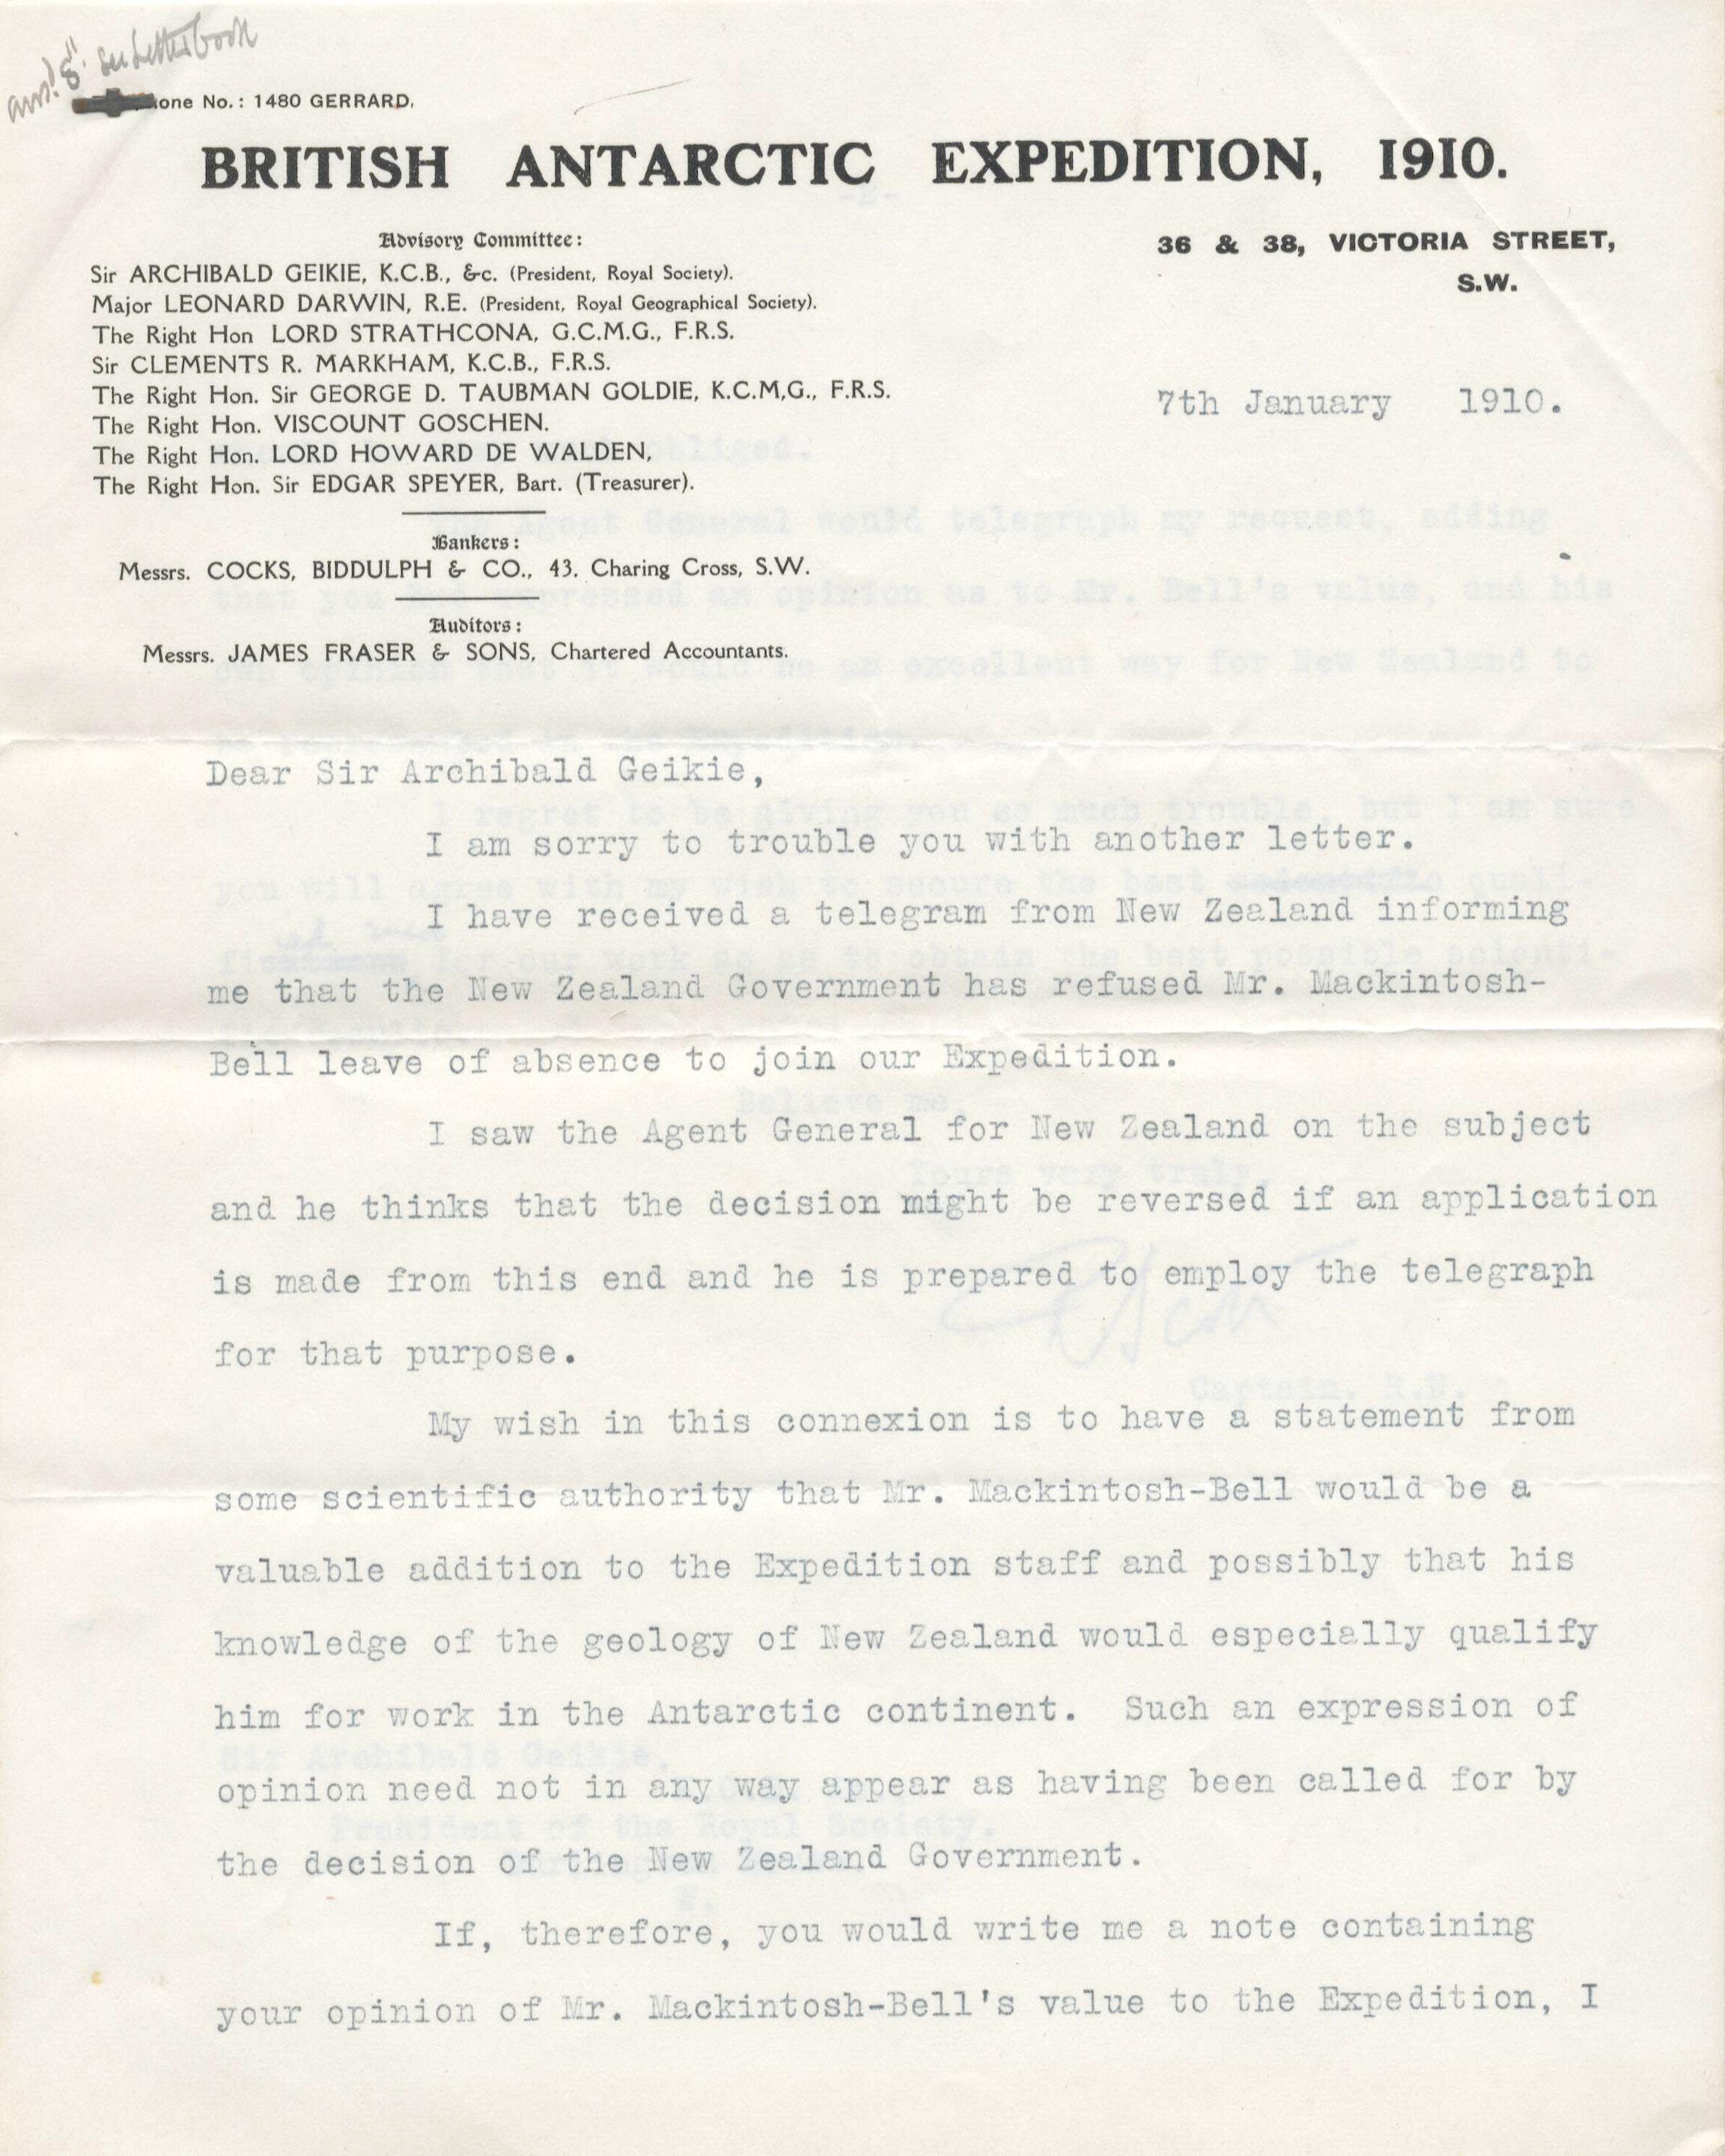 ansd 8th See Letterbook
one No.: 1480 GERRARD.
BRITISH ANTARCTIC EXPEDITION, 1910.
Advisory Committee:
Sir ARCHIBALD GEIKIE, K.C.B., &c. (President, Royal Society).
Major LEONARD DARWIN, R.E. (President, Royal Geographical Society).
The Right Hon LORD STRATHCONA, G.C.M.G., F.R.S.
Sir CLEMENTS R. MARKHAM, K.C.B., F.R.S.
The Right Hon. Sir GEORGE D. TAUBMAN GOLDIE, K.C.M,G., F.R.S.
The Right Hon. VISCOUNT GOSCHEN.
The Right Hon. LORD HOWARD DE WALDEN,
The Right Hon. Sir EDGAR SPEYER, Bart. (Treasurer).
Bankers:
Messrs. COCKS, BIDDULPH & CO., 43, Charing Cross, S.W.
Auditors:
Messrs. JAMES FRASER & SONS, Chartered Accountants.
36 & 38, VICTORIA STREET,
S.W.
7th January 1910.
Dear Sir Archibald Geikie,
I am sorry to trouble you with another letter.
I have received a telegram from New Zealand informing
me that the New Zealand Government has refused Mr. Mackintosh-
Bell leave of absence to join our Expedition.
I saw the Agent General for New Zealand on the subject
and he thinks that the decision might be reversed if an application
is made from this end and he is prepared to employ the telegraph
for that purpose.
My wish in this connexion is to have a statement from
some scientific authority that Mr. Mackintosh-Bell would be a
valuable addition to the Expedition staff and possibly that his
knowledge of the geology of New Zealand would especially qualify
him for work in the Antarctic continent. Such an expression of
opinion need not in any way appear as having been called for by
the decision of the New Zealand Government.
If, therefore, you would write me a note containing
your opinion of Mr. Mackintosh-Bell's value to the Expedition, I